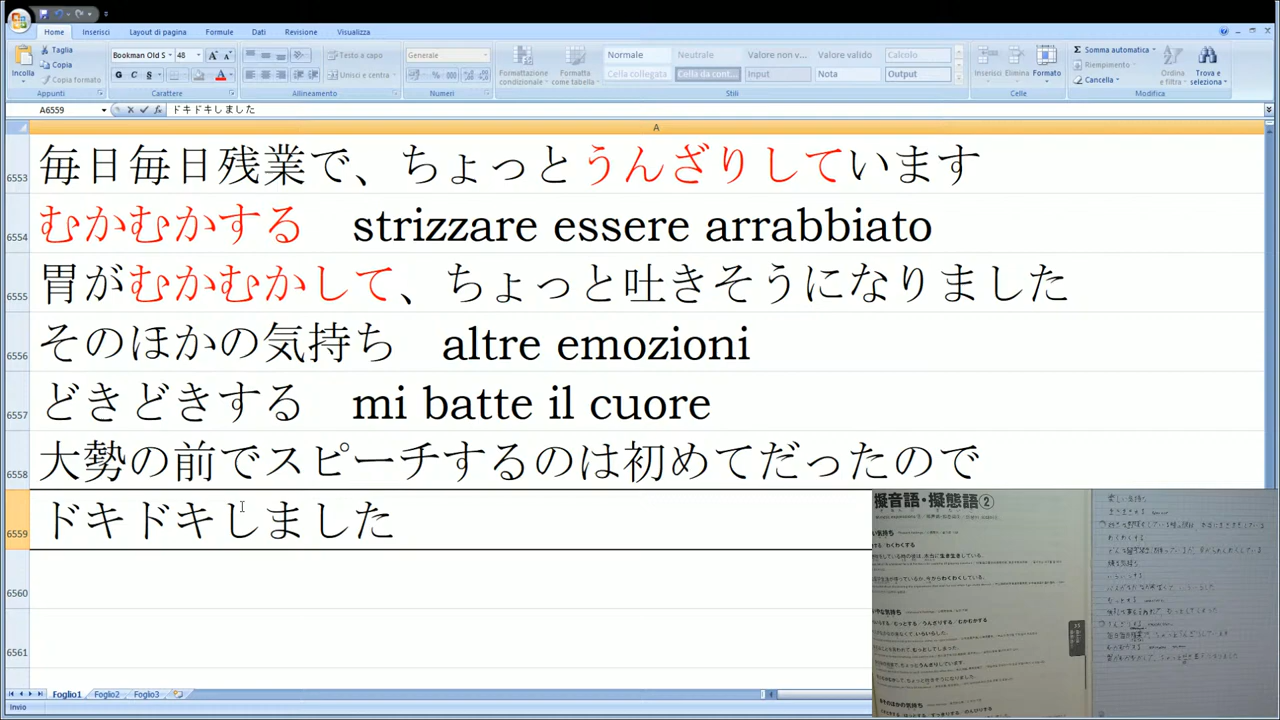 Home Inserisci Layout di pagina Formule Dati Revisione Visualizza
Incolla Taglia Copia Copia formato Appunti
Bookman Old S 48 G C S Carattere
Testo a capo Unisci e centra Allineamento
Generale Numeri
Formattazione condizionale Formatta come tabella
Normale Neutrale Valore non v... Valore valido Calcolo
Cella collegata Cella da cont... Input Nota Output
Stili
Inserisci Elimina Formato Celle
Somma automatica Riempimento Cancella Ordina e filtra Trova e seleziona Modifica
A6559 ドキドキしました
A
6553 毎日毎日残業で、ちょっとうんざりしています
6554 むかむかする strizzare essere arrabbiato
6555 胃がむかむかして、ちょっと吐きそうになりました
6556 そのほかの気持ち altre emozioni
6557 どきどきする mi batte il cuore
6558 大勢の前でスピーチするのは初めてだったので
6559 ドキドキしました
6560
6561
擬音語・擬態語②
Foglio1 Foglio2 Foglio3
Invio